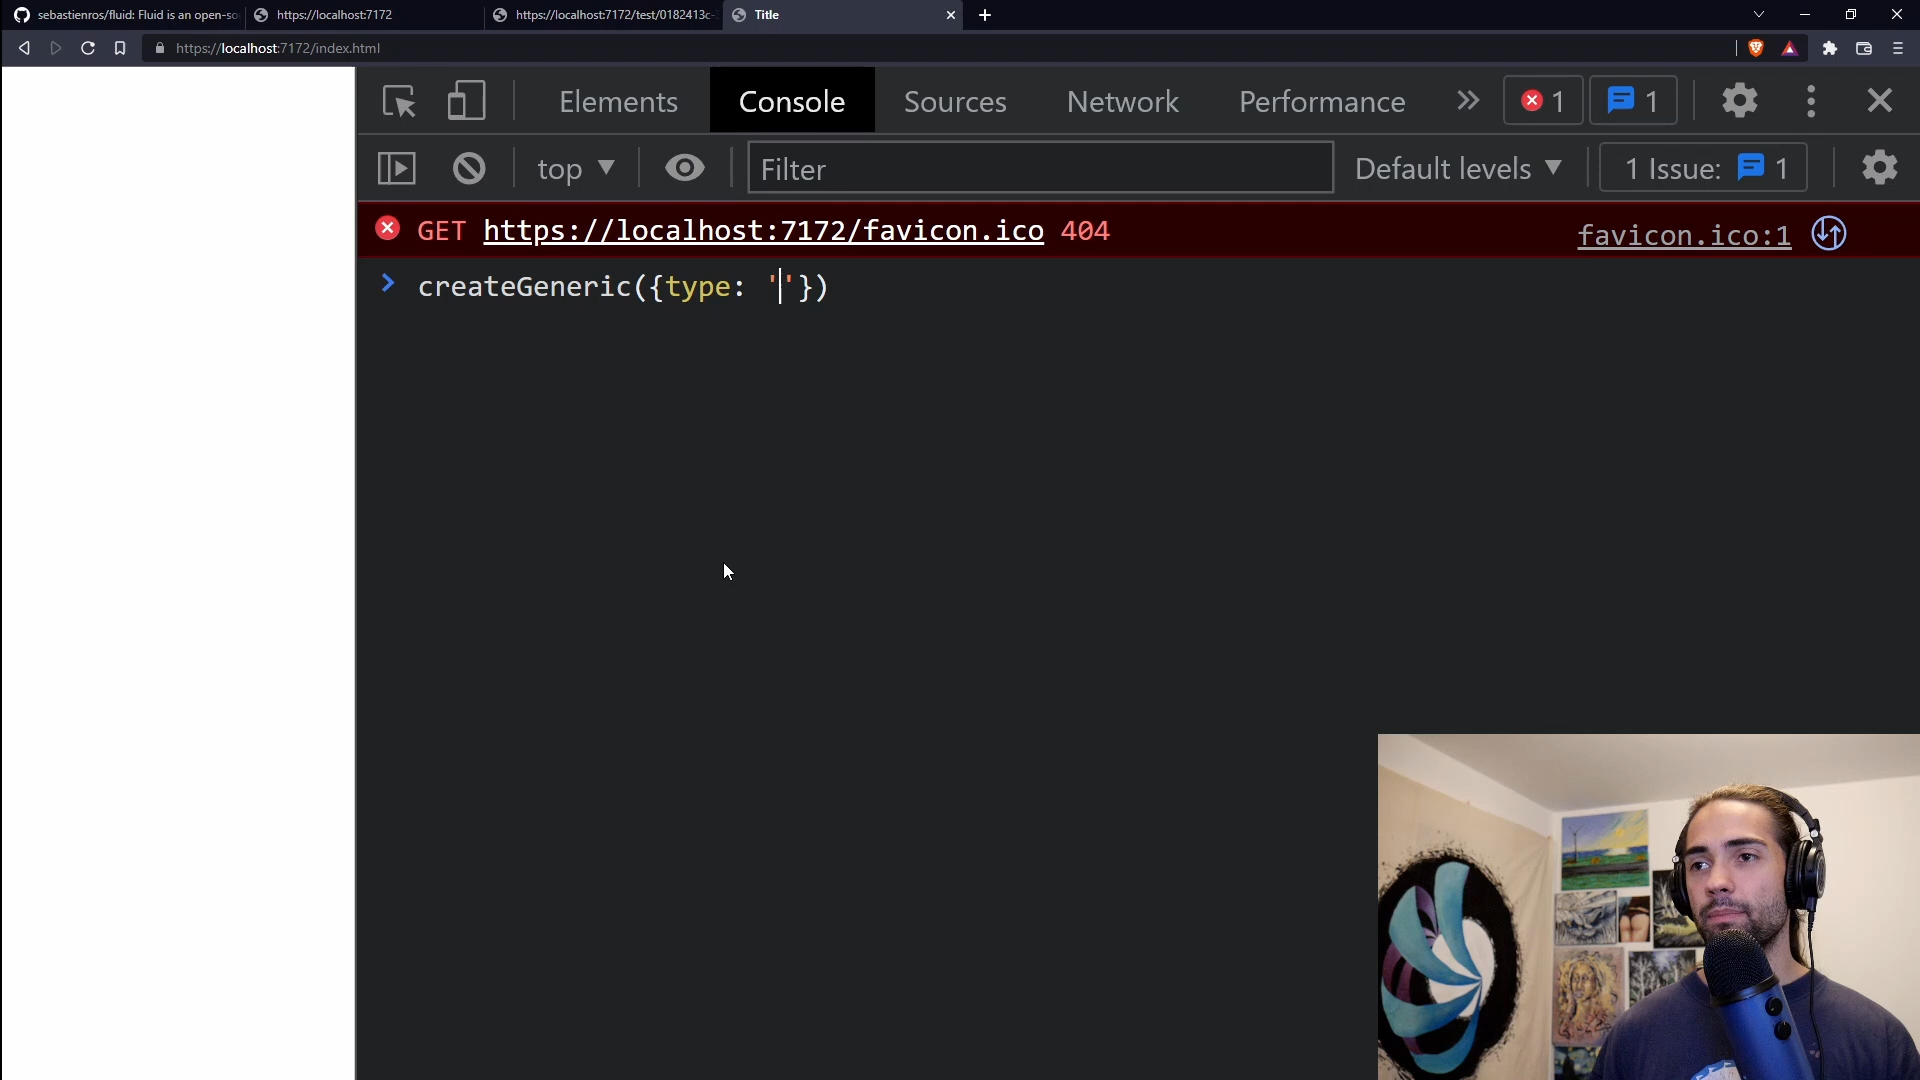 sebastienros/fluid: Fluid is an open-so
https://localhost:7172
https://localhost:7172/test/0182413c-
Title
https://localhost:7172/index.html
Elements
Console
Sources
Network
Performance
1
1
top
Filter
Default levels
1 Issue:
1
GET https://localhost:7172/favicon.ico 404
favicon.ico:1
createGeneric({type: ''})